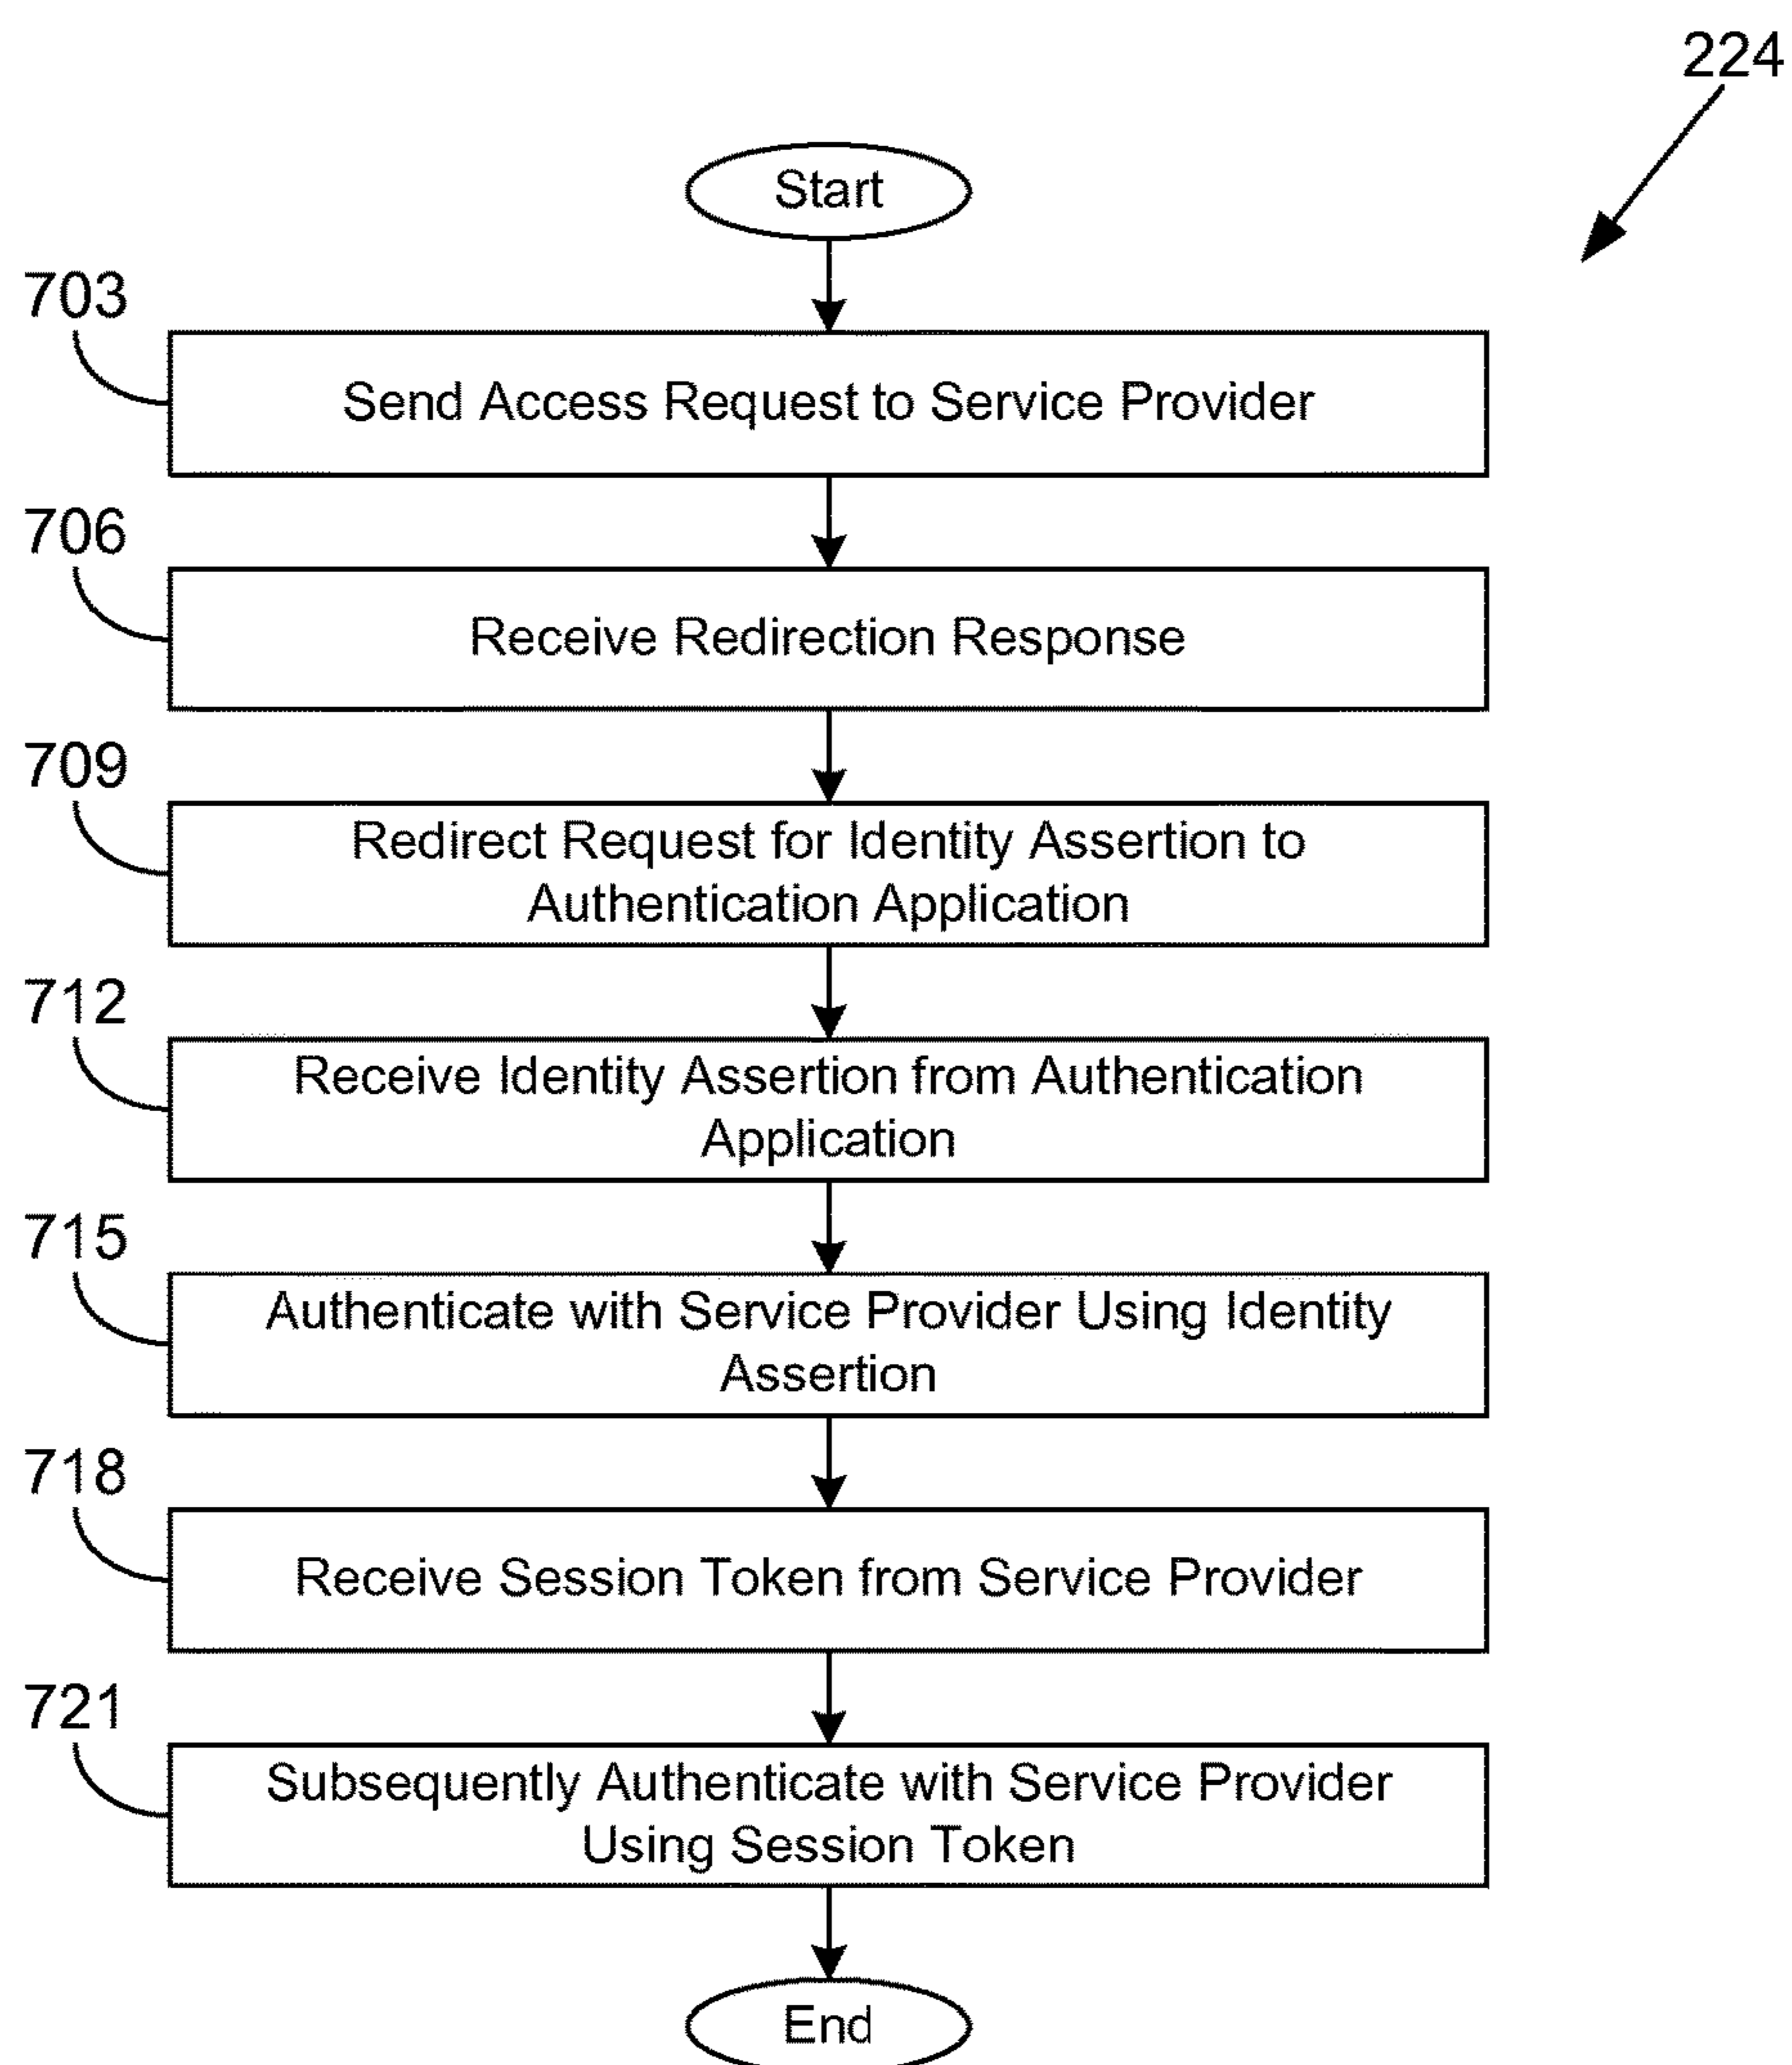 224
Start
703
Send Access Request to Service Provider
706
Receive Redirection Response
709
Redirect Request for Identity Assertion to
Authentication Application
712
Receive Identity Assertion from Authentication
Application
715
Authenticate with Service Provider Using Identity
Assertion
718
Receive Session Token from Service Provider
721
Subsequently Authenticate with Service Provider
Using Session Token
End